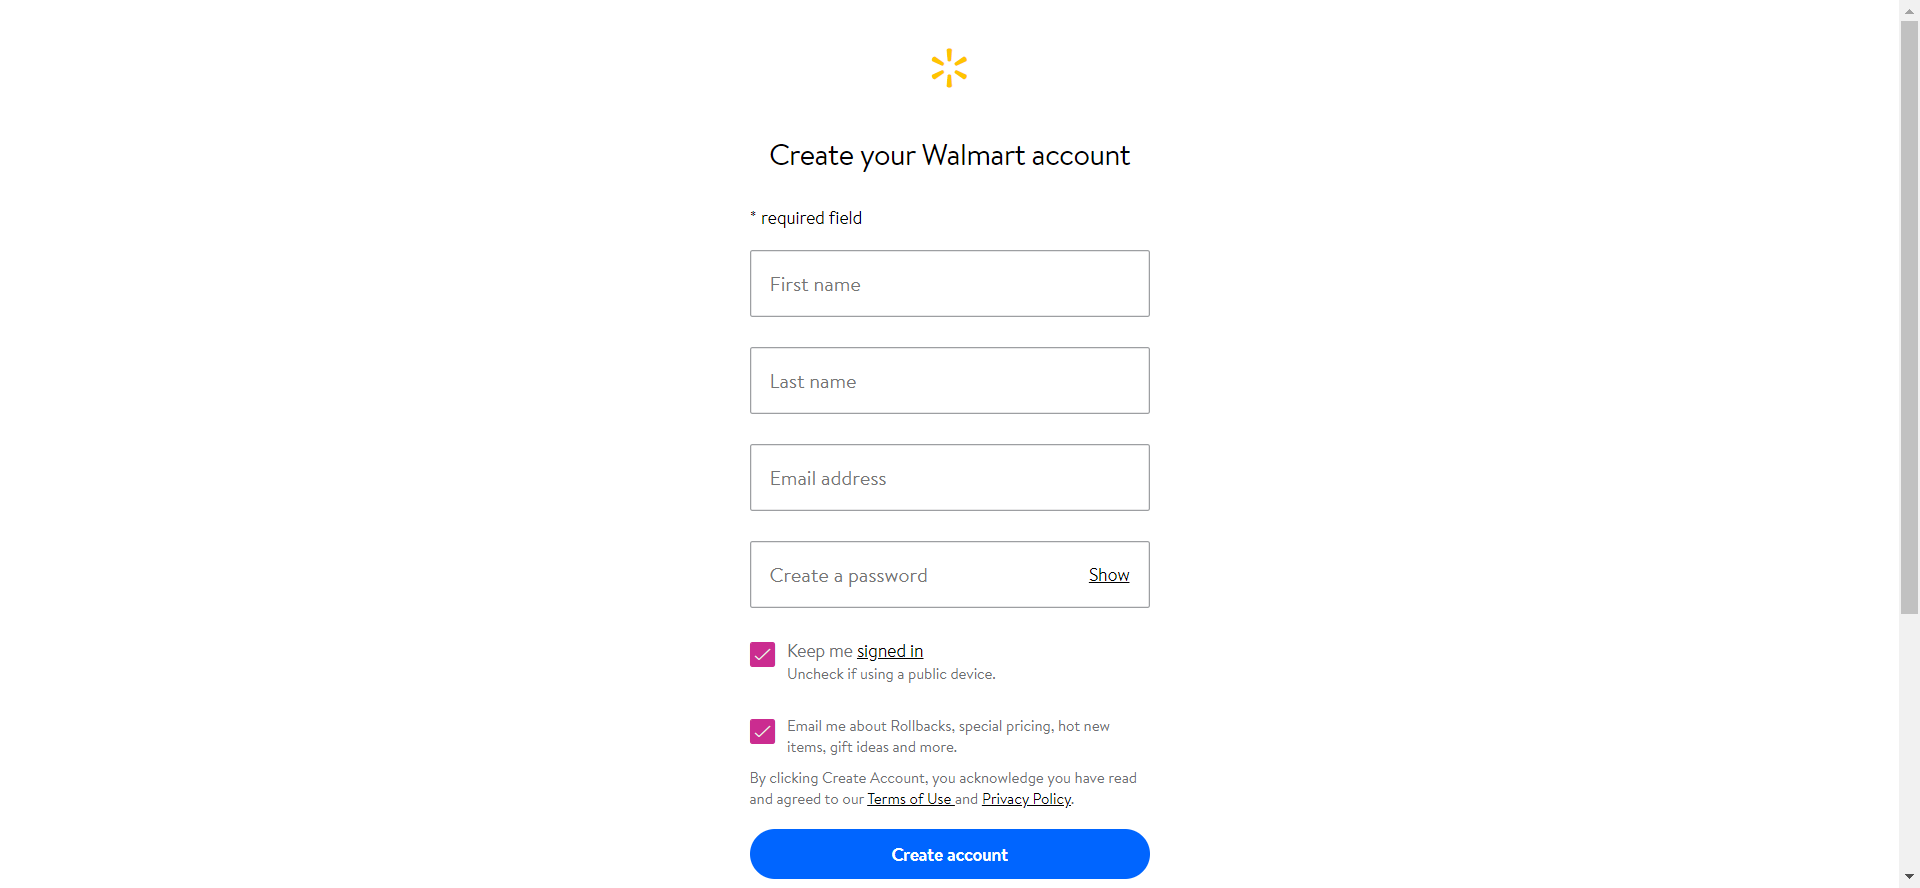 Create your Walmart account
* required field
First name
Last name
Email address
Create a password Show
Keep me signed in
Uncheck if using a public device.
Email me about Rollbacks, special pricing, hot new
items, gift ideas and more.
By clicking Create Account, you acknowledge you have read
and agreed to our Terms of Use and Privacy Policy.
Create account